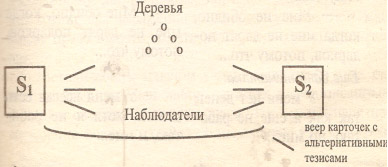 Деревья
S1
S2
Наблюдатели
веер карточек с
альтернативными
тезисами